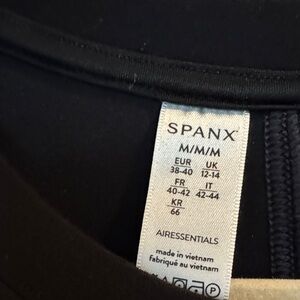 SPANX
M/M/M
EUR UK
38-40 12-14
FR IT
40-42 42-44
KR
66
AIRESSENTIALS
made in vietnam
fabriqué au vietnam